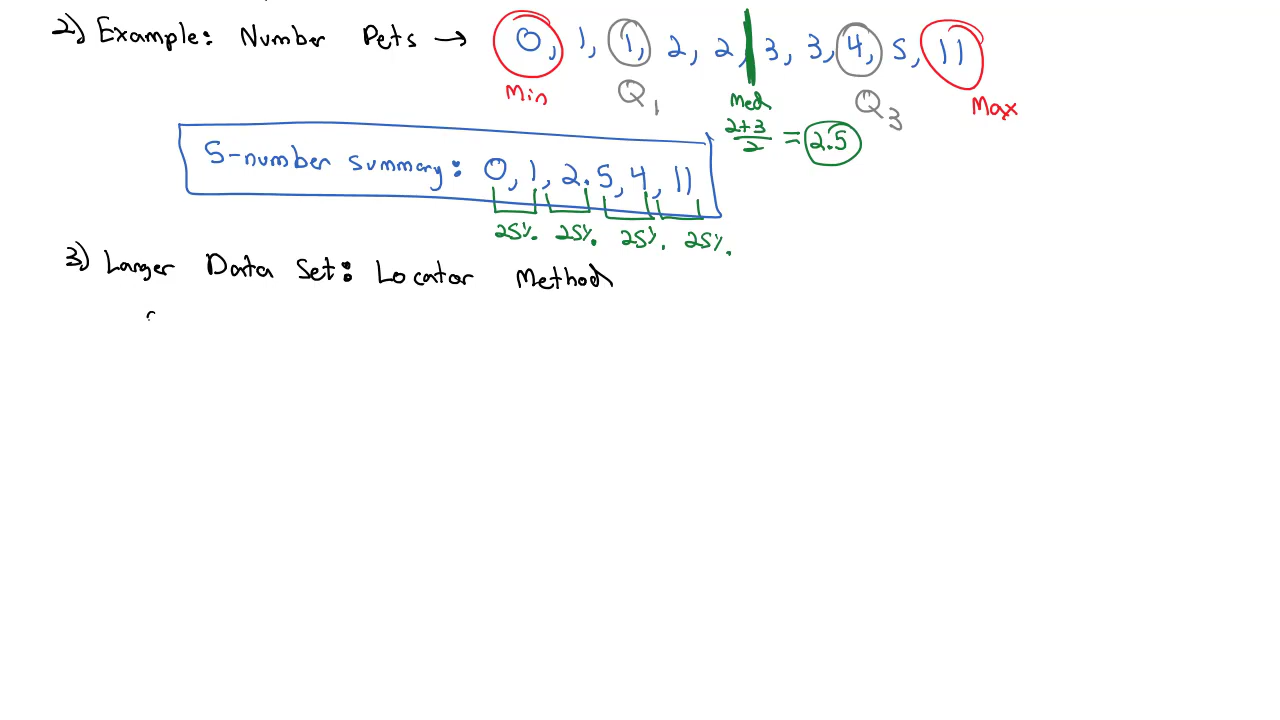 2) Example: Number Pets → 0, 1, 1, 2, 2, 3, 3, 4, 5, 11
Min Q1 Med Q3 Max
2+3/2 = 2.5
5-number summary: 0, 1, 2.5, 4, 11
25% 25% 25% 25%
3) Larger Data Set: Locator Method